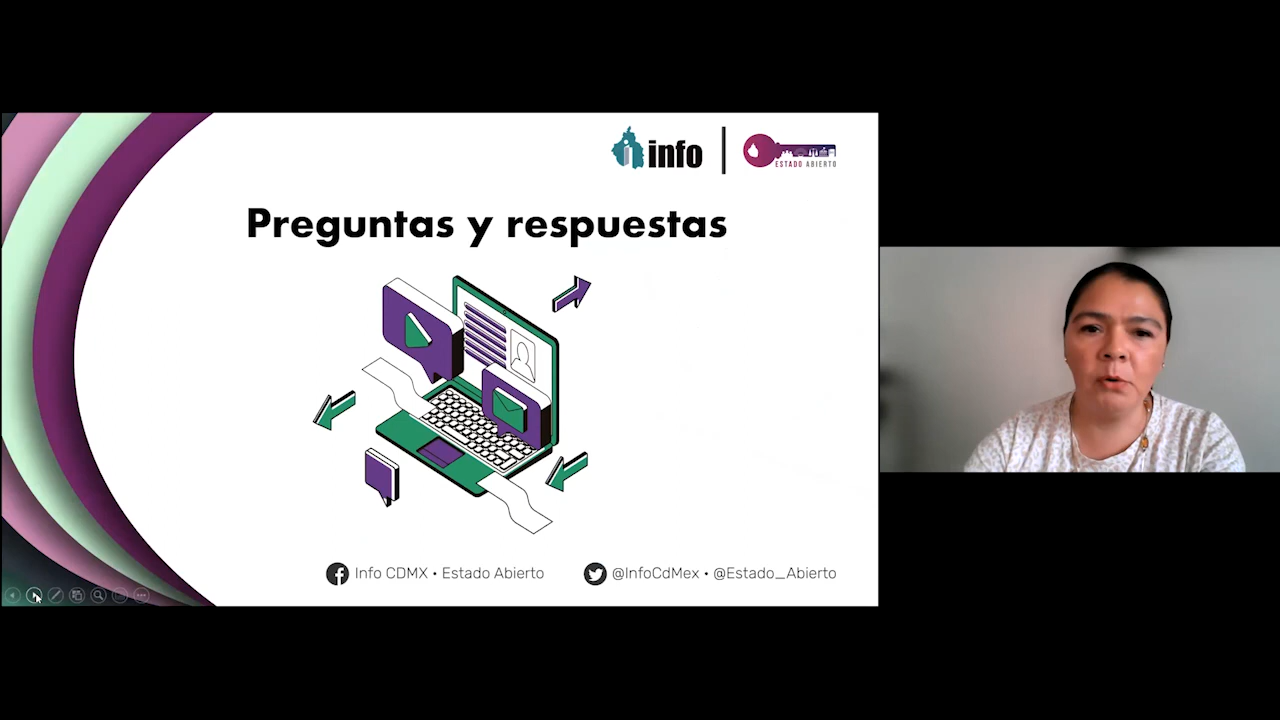 info
ESTADO ABIERTO
Preguntas y respuestas
Info CDMX • Estado Abierto
@InfoCdMex • @Estado_Abierto